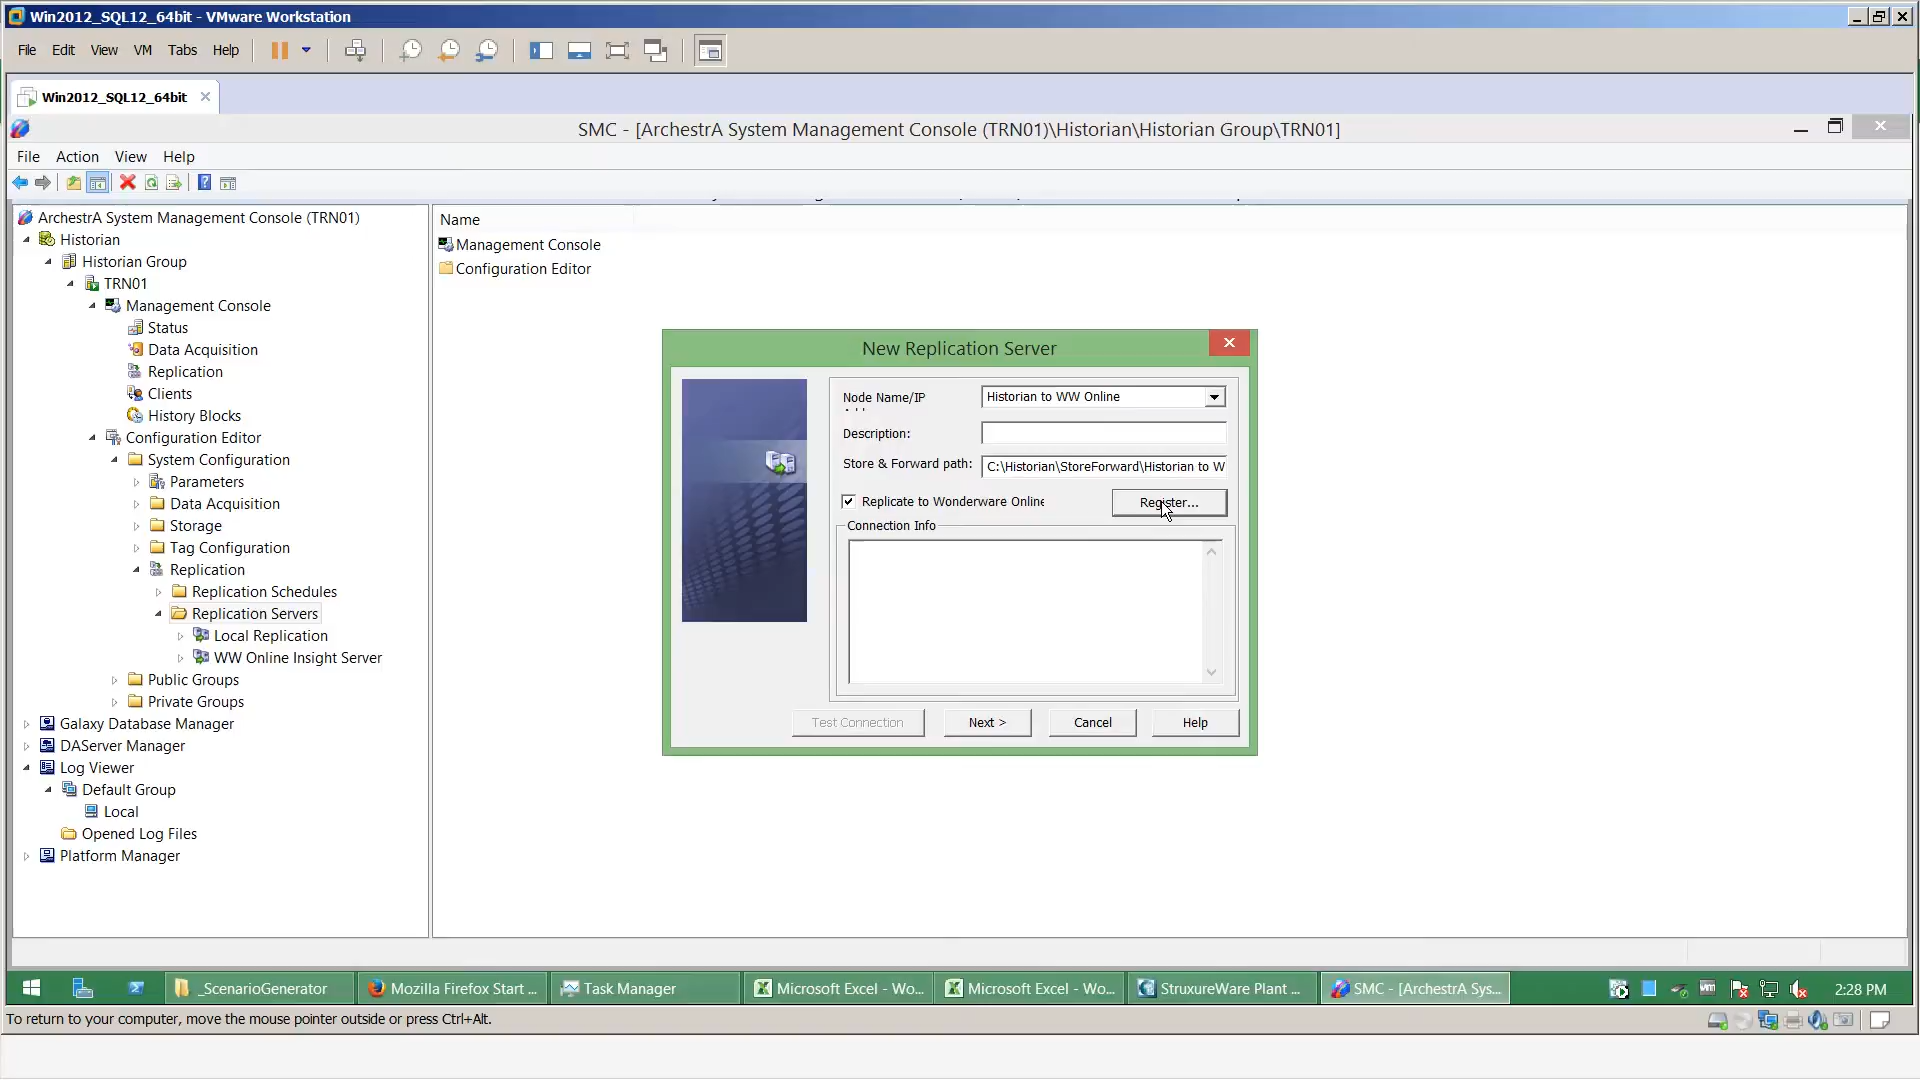 Win2012_SQL12_64bit - VMware Workstation
File Edit View VM Tabs Help
Win2012_SQL12_64bit
SMC - [ArchestrA System Management Console (TRN01)\Historian\Historian Group\TRN01]
File Action View Help
ArchestrA System Management Console (TRN01)
Historian
Historian Group
TRN01
Management Console
Status
Data Acquisition
Replication
Clients
History Blocks
Configuration Editor
System Configuration
Parameters
Data Acquisition
Storage
Tag Configuration
Replication
Replication Schedules
Replication Servers
Local Replication
WW Online Insight Server
Public Groups
Private Groups
Galaxy Database Manager
DAServer Manager
Log Viewer
Default Group
Local
Opened Log Files
Platform Manager
Name
Management Console
Configuration Editor
New Replication Server
Node Name/IP
Historian to WW Online
Description:
Store & Forward path:
C:\Historian\StoreForward\Historian to W
Replicate to Wonderware Online
Register...
Connection Info
Test Connection
Next >
Cancel
Help
_ScenarioGenerator
Mozilla Firefox Start ...
Task Manager
Microsoft Excel - Wo...
Microsoft Excel - Wo...
StruxureWare Plant ...
SMC - [ArchestrA Sys...
2:28 PM
To return to your computer, move the mouse pointer outside or press Ctrl+Alt.